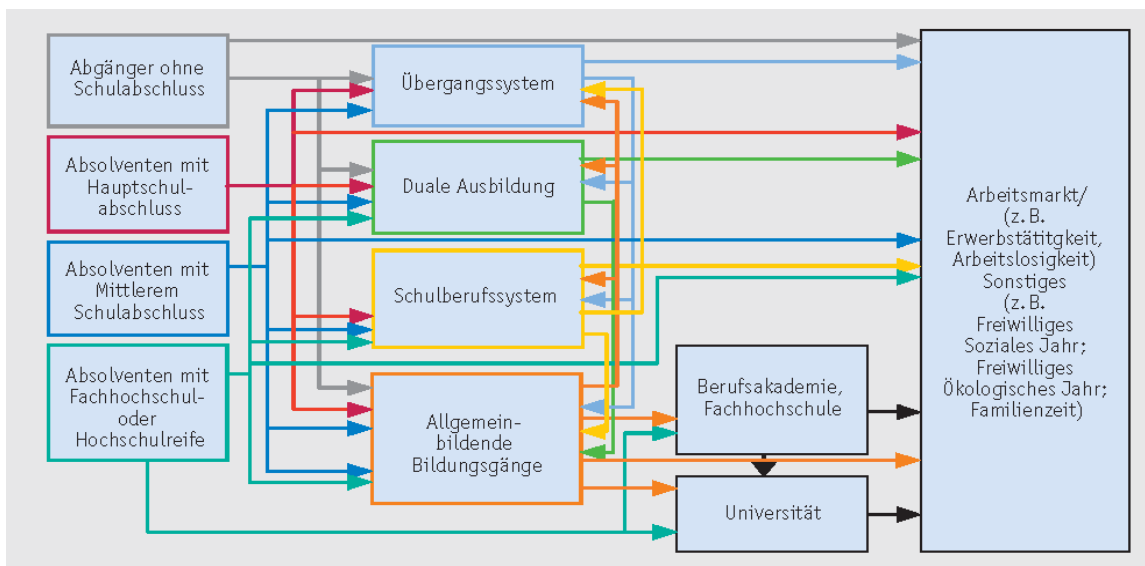 Abgänger ohne
Schulabschluss
Absolventen mit
Hauptschul-
abschluss
Absolventen mit
Mittlerem
Schulabschluss
Absolventen mit
Fachhochschul-
oder
Hochschulreife
Übergangssystem
Duale Ausbildung
Schulberufssystem
Allgemein-
bildende
Bildungsgänge
Berufsakademie,
Fachhochschule
Universität
Arbeitsmarkt/
(z. B.
Erwerbstätitgkeit,
Arbeitslosigkeit)
Sonstiges
(z. B.
Freiwilliges
Soziales Jahr;
Freiwilliges
Ökologisches Jahr;
Familienzeit)